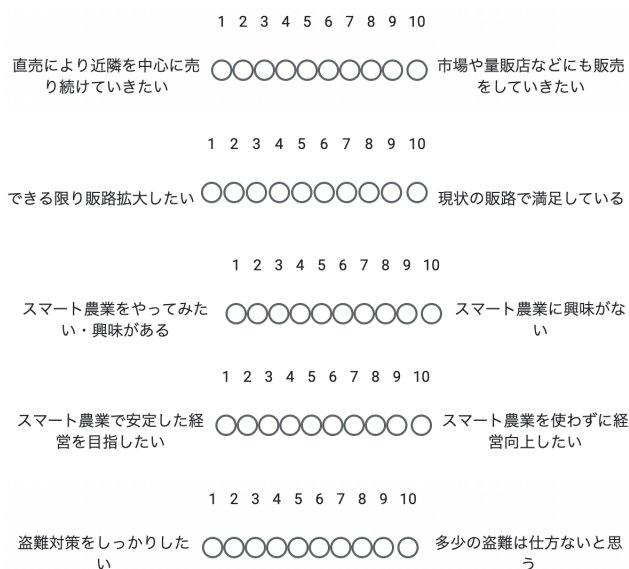 1 2 3 4 5 6 7 8 9 10
直売により近隣を中心に売 市場や量販店などにも販売
り続けていきたい をしていきたい
1 2 3 4 5 6 7 8 9 10
できる限り販路拡大したい 現状の販路で満足している
1 2 3 4 5 6 7 8 9 10
スマート農業をやってみた スマート農業に興味がな
い・興味がある い
1 2 3 4 5 6 7 8 9 10
スマート農業で安定した経 スマート農業を使わずに経
営を目指したい 営向上したい
1 2 3 4 5 6 7 8 9 10
盗難対策をしっかりした 多少の盗難は仕方ないと思
い う